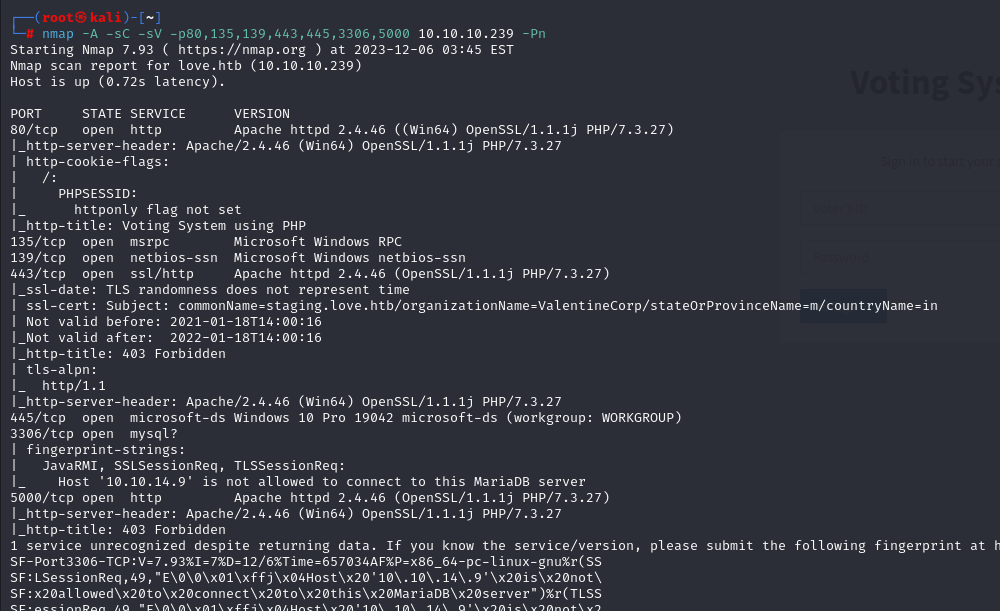 ┌──(root㉿kali)-[~]
└─# nmap -A -sC -sV -p80,135,139,443,445,3306,5000 10.10.10.239 -Pn
Starting Nmap 7.93 ( https://nmap.org ) at 2023-12-06 03:45 EST
Nmap scan report for love.htb (10.10.10.239)
Host is up (0.72s latency).
PORT     STATE SERVICE      VERSION
80/tcp   open  http         Apache httpd 2.4.46 ((Win64) OpenSSL/1.1.1j PHP/7.3.27)
|_http-server-header: Apache/2.4.46 (Win64) OpenSSL/1.1.1j PHP/7.3.27
| http-cookie-flags:
|   /:
|     PHPSESSID:
|_      httponly flag not set
|_http-title: Voting System using PHP
135/tcp  open  msrpc        Microsoft Windows RPC
139/tcp  open  netbios-ssn  Microsoft Windows netbios-ssn
443/tcp  open  ssl/http     Apache httpd 2.4.46 (OpenSSL/1.1.1j PHP/7.3.27)
|_ssl-date: TLS randomness does not represent time
| ssl-cert: Subject: commonName=staging.love.htb/organizationName=ValentineCorp/stateOrProvinceName=m/countryName=in
| Not valid before: 2021-01-18T14:00:16
|_Not valid after:  2022-01-18T14:00:16
|_http-title: 403 Forbidden
| tls-alpn:
|_  http/1.1
|_http-server-header: Apache/2.4.46 (Win64) OpenSSL/1.1.1j PHP/7.3.27
445/tcp  open  microsoft-ds Windows 10 Pro 19042 microsoft-ds (workgroup: WORKGROUP)
3306/tcp open  mysql?
| fingerprint-strings:
|   JavaRMI, SSLSessionReq, TLSSessionReq:
|_    Host '10.10.14.9' is not allowed to connect to this MariaDB server
5000/tcp open  http         Apache httpd 2.4.46 (OpenSSL/1.1.1j PHP/7.3.27)
|_http-server-header: Apache/2.4.46 (Win64) OpenSSL/1.1.1j PHP/7.3.27
|_http-title: 403 Forbidden
1 service unrecognized despite returning data. If you know the service/version, please submit the following fingerprint at h
SF-Port3306-TCP:V=7.93%I=7%D=12/6%Time=657034AF%P=x86_64-pc-linux-gnu%r(SS
SF:LSessionReq,49,"E\0\0\x01\xffj\x04Host\x20'10\.10\.14\.9'\x20is\x20not\
SF:x20allowed\x20to\x20connect\x20to\x20this\x20MariaDB\x20server")%r(TLSS
SF:essionReq,49,"E\0\0\x01\xffj\x04Host\x20'10\.10\.14\.9'\x20is\x20not\x2
Voting Sys
Sign in to start your